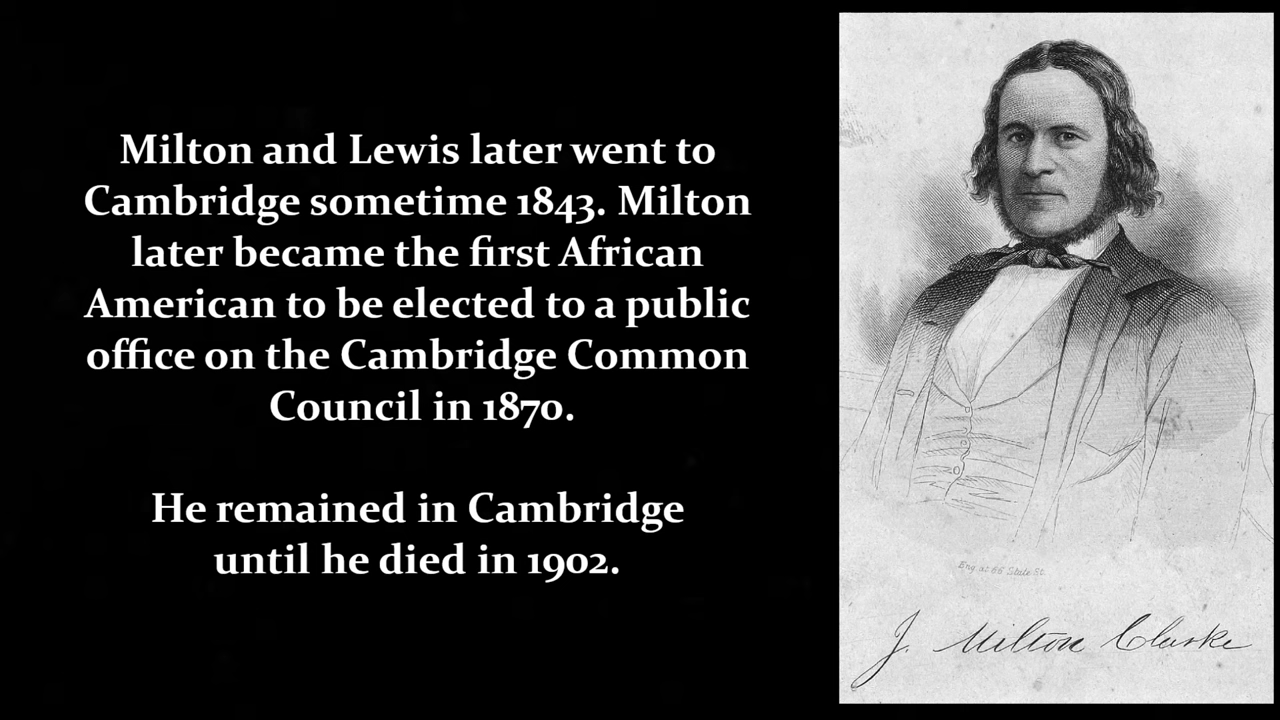 Milton and Lewis later went to
Cambridge sometime 1843. Milton
later became the first African
American to be elected to a public
office on the Cambridge Common
Council in 1870.
He remained in Cambridge
until he died in 1902.
Eng. at 66 State St.
J. Milton Clarke